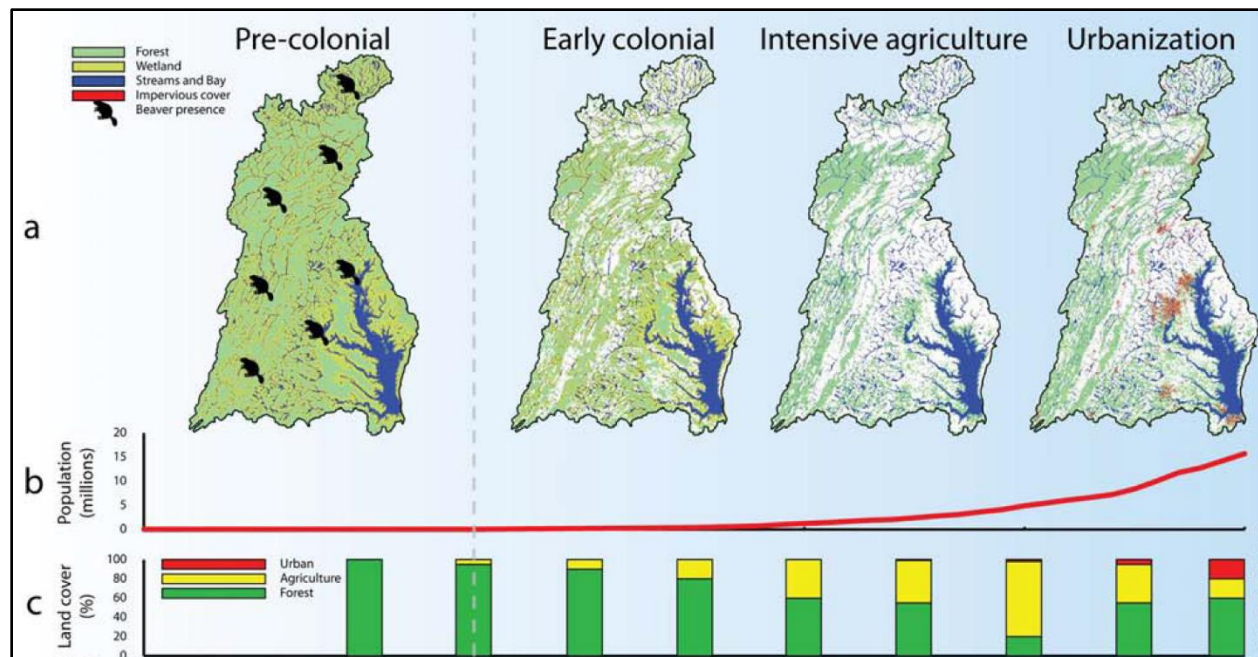 Pre-colonial
Early colonial
Intensive agriculture
Urbanization
Forest
Wetland
Streams and Bay
Impervious cover
Beaver presence
a
b
Population
(millions)
20
15
10
5
0
c
Land cover
(%)
100
80
60
40
20
0
Urban
Agriculture
Forest